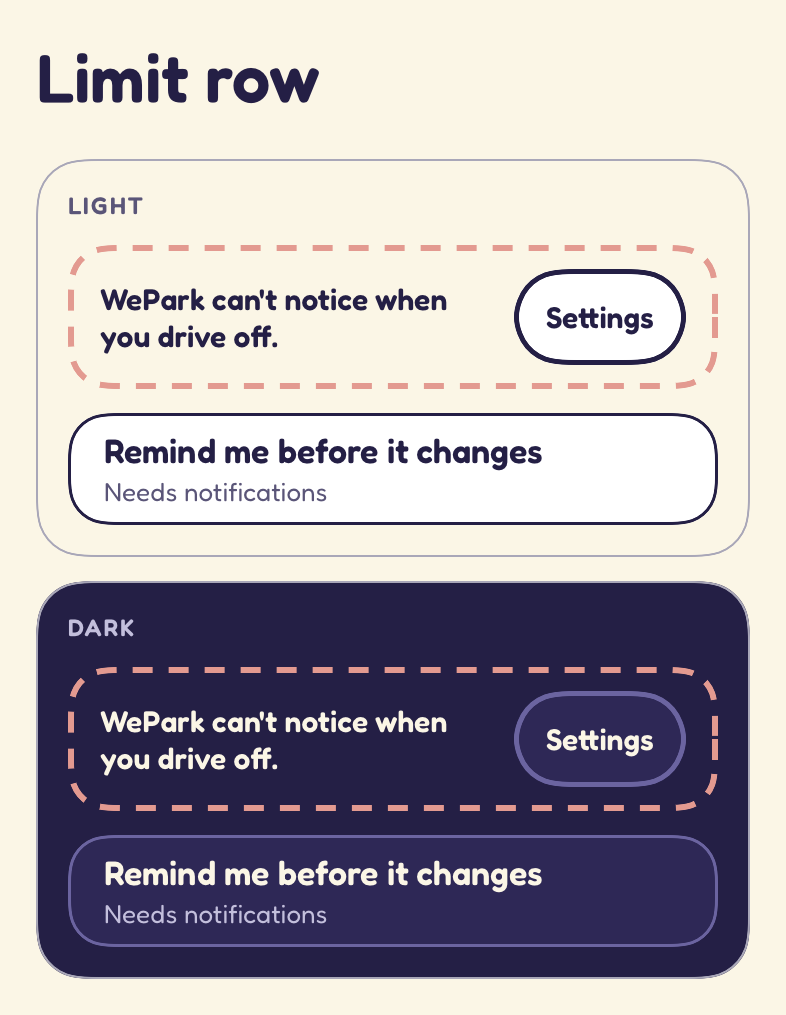 Limit row
LIGHT
WePark can't notice when
you drive off.
Settings
Remind me before it changes
Needs notifications
DARK
WePark can't notice when
you drive off.
Settings
Remind me before it changes
Needs notifications